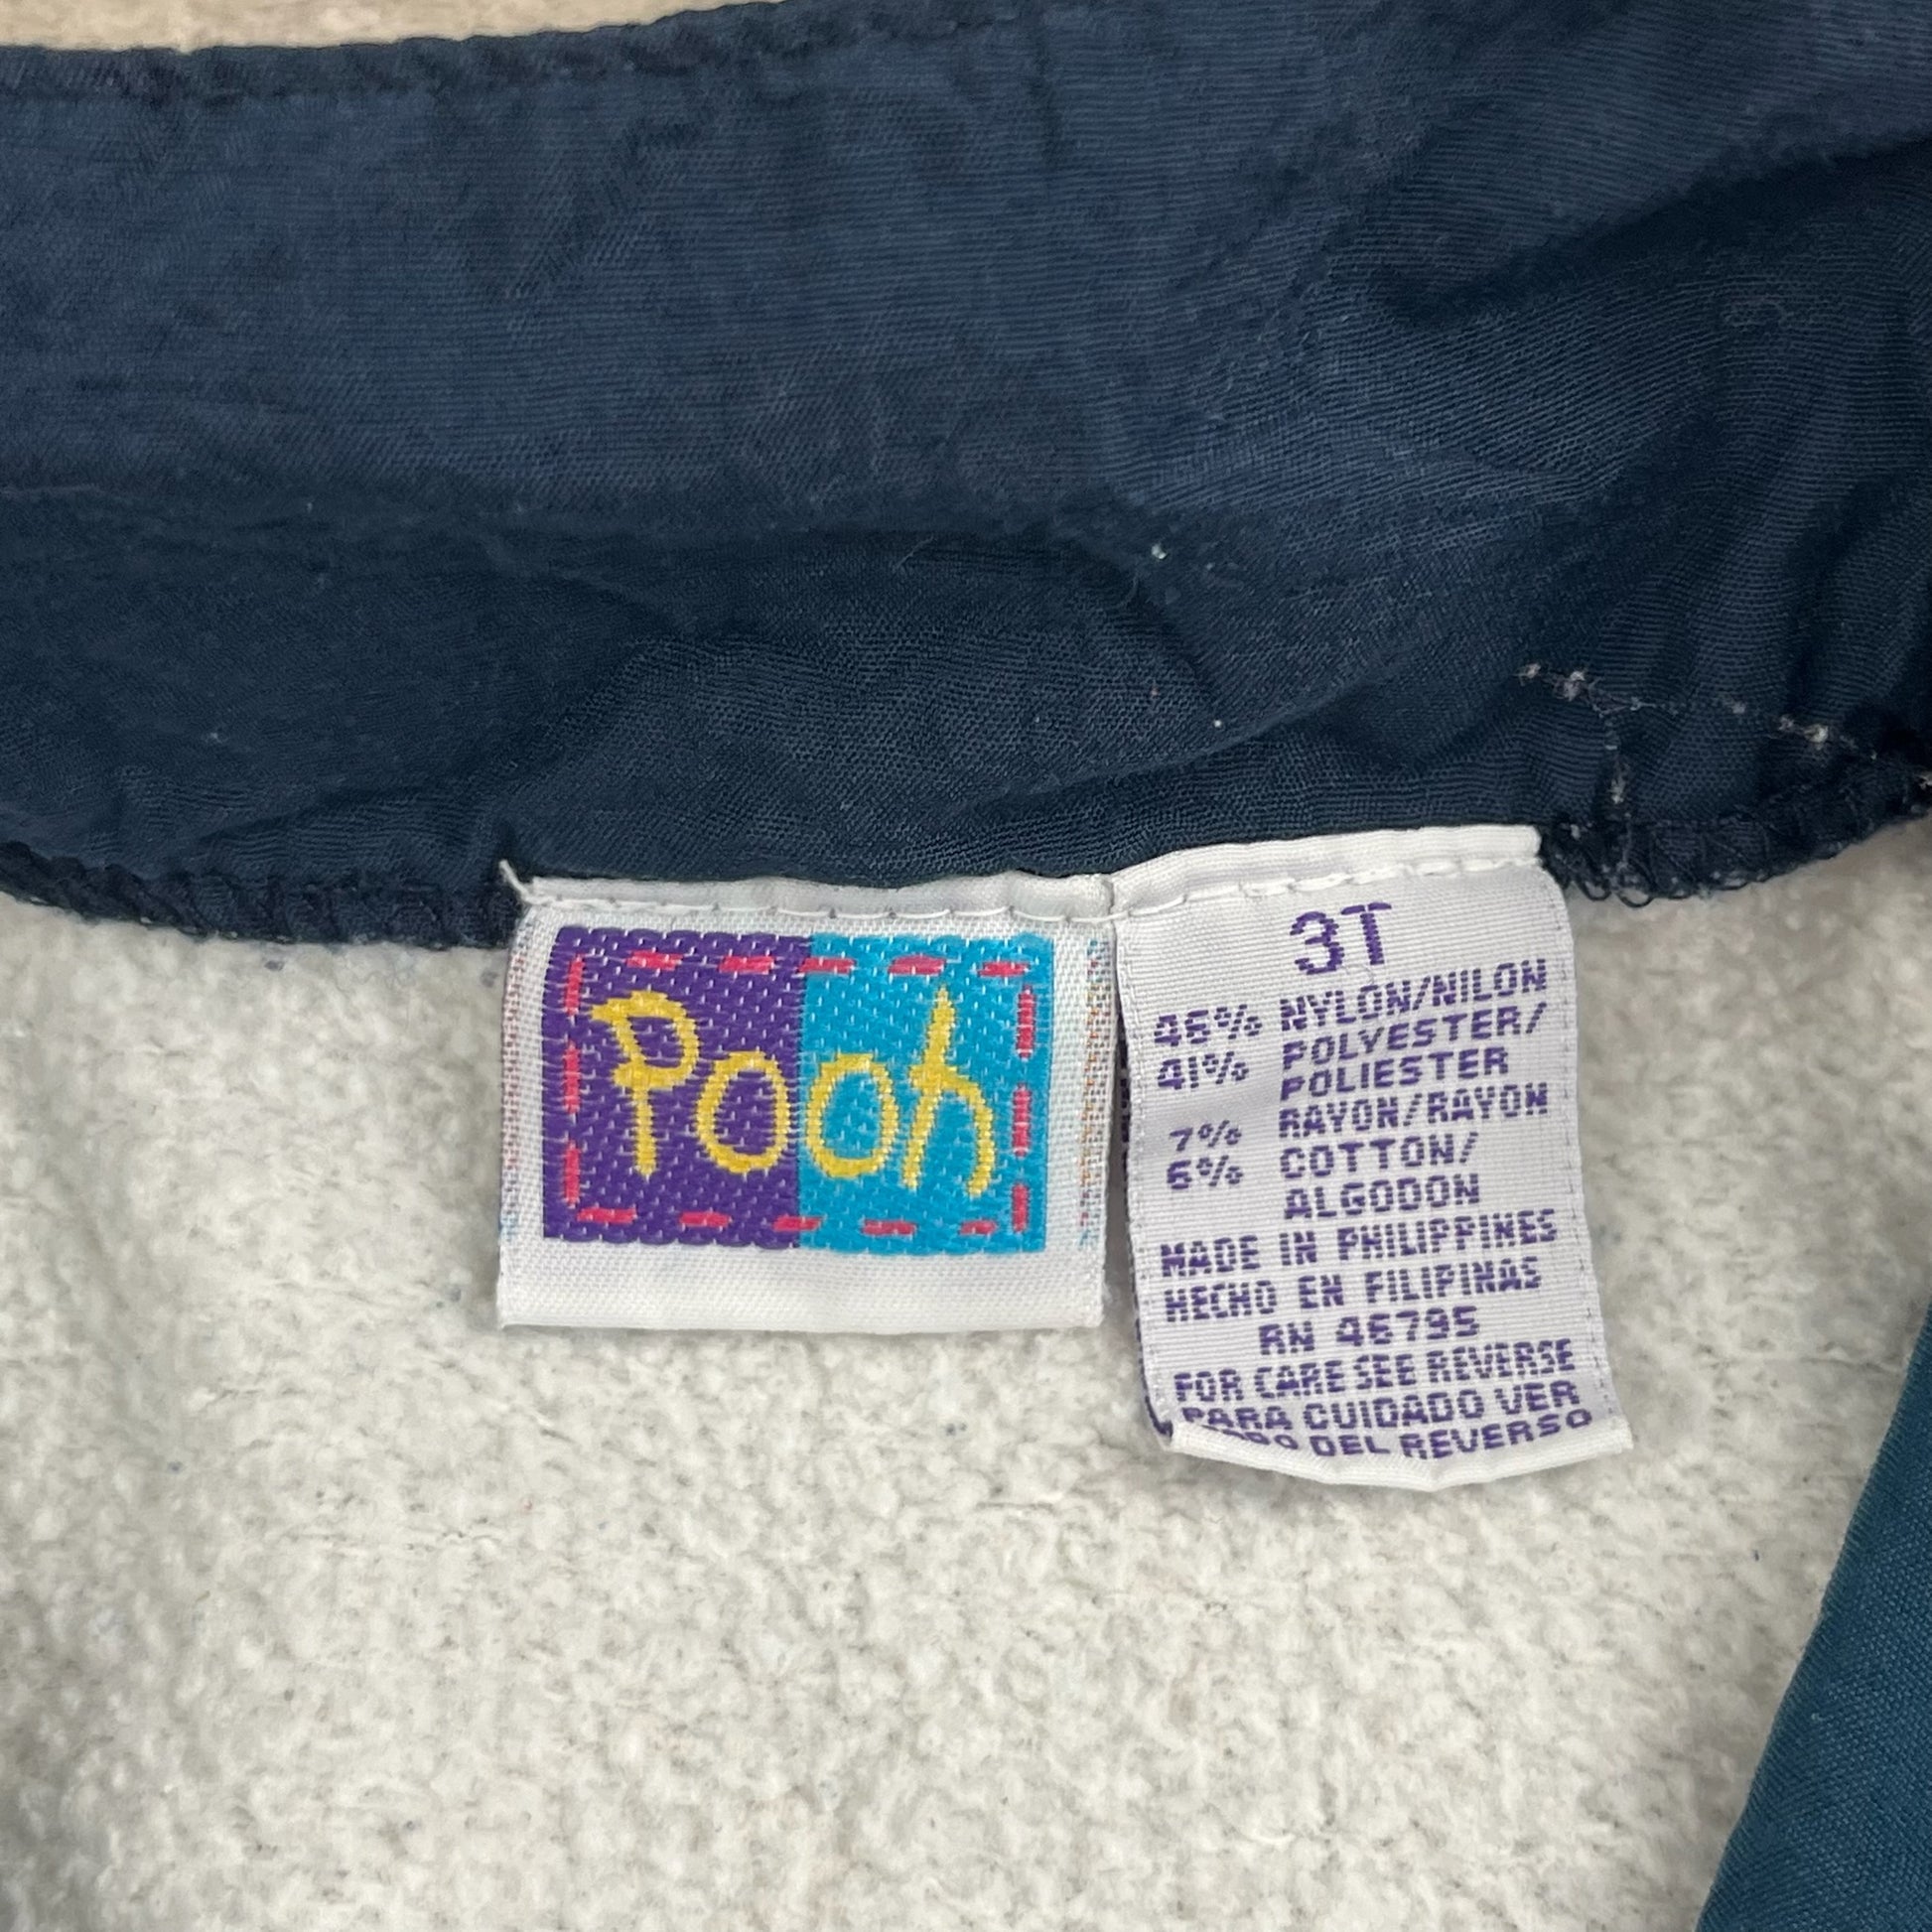 Pooh
3T
46% NYLON/NILON
41% POLYESTER/
POLIESTER
7% RAYON/RAYON
6% COTTON/
ALGODON
MADE IN PHILIPPINES
HECHO EN FILIPINAS
RN 46795
FOR CARE SEE REVERSE
PARA CUIDADO VER
DEL REVERSO